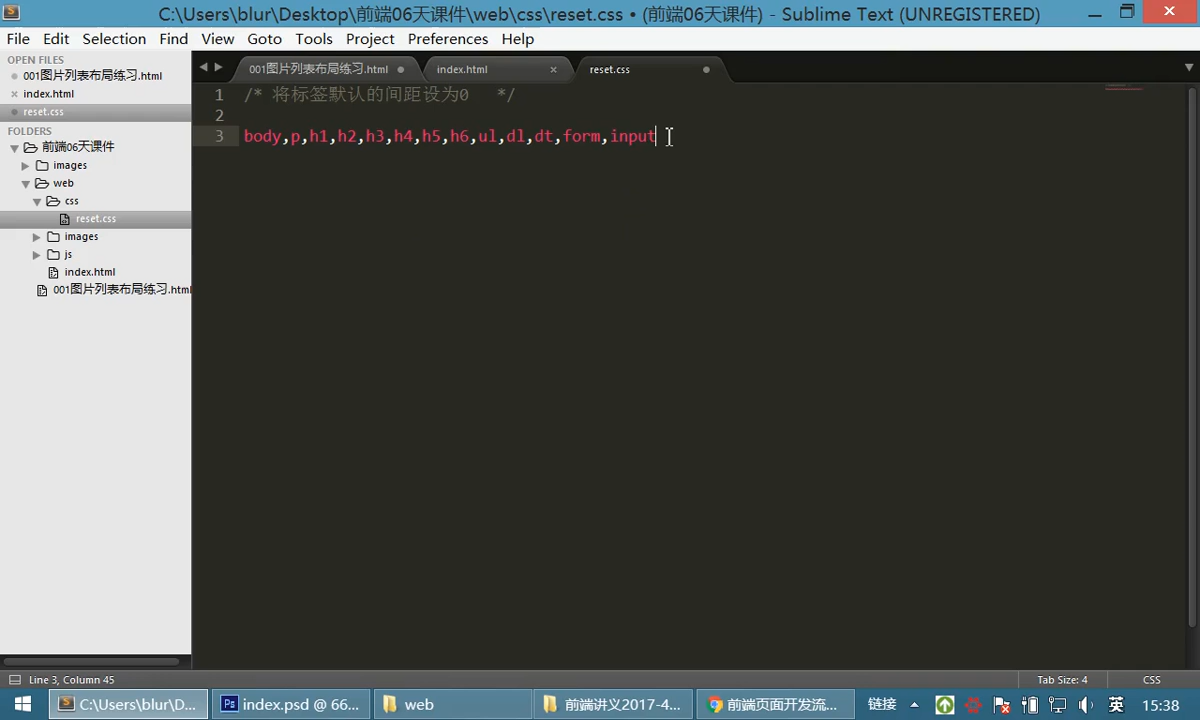 C:\Users\blur\Desktop\前端06天课件\web\css\reset.css • (前端06天课件) - Sublime Text (UNREGISTERED)
File Edit Selection Find View Goto Tools Project Preferences Help
OPEN FILES
001图片列表布局练习.html
index.html
reset.css
FOLDERS
前端06天课件
images
web
css
reset.css
images
js
index.html
001图片列表布局练习.html
001图片列表布局练习.html index.html reset.css
1 /* 将标签默认的间距设为0 */
2
3 body,p,h1,h2,h3,h4,h5,h6,ul,dl,dt,form,input
Line 3, Column 45 Tab Size: 4 CSS
C:\Users\blur\D... index.psd @ 66... web 前端讲义2017-4... 前端页面开发流... 链接 英 15:38